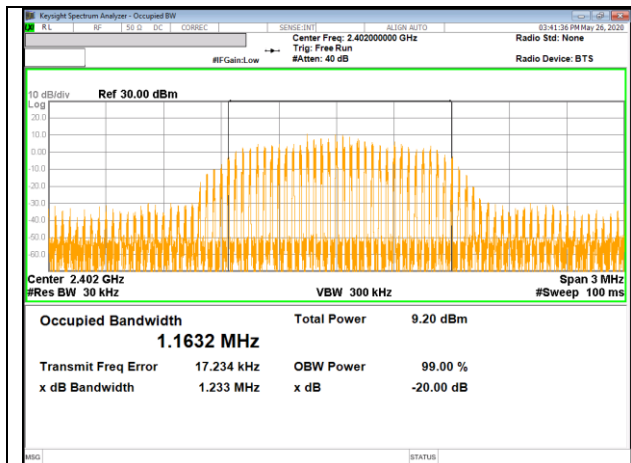 Keysight Spectrum Analyzer - Occupied BW
RL RF 50 Ω DC CORREC SENSE:INT ALIGN AUTO 03:41:36 PM May 26, 2020
Center Freq: 2.402000000 GHz Radio Std: None
Trig: Free Run
#IFGain:Low #Atten: 40 dB Radio Device: BTS
10 dB/div Ref 30.00 dBm
Log
20.0
10.0
0.00
-10.0
-20.0
-30.0
-40.0
-50.0
-60.0
Center 2.402 GHz Span 3 MHz
#Res BW 30 kHz VBW 300 kHz #Sweep 100 ms
Occupied Bandwidth Total Power 9.20 dBm
1.1632 MHz
Transmit Freq Error 17.234 kHz OBW Power 99.00 %
x dB Bandwidth 1.233 MHz x dB -20.00 dB
MSG STATUS